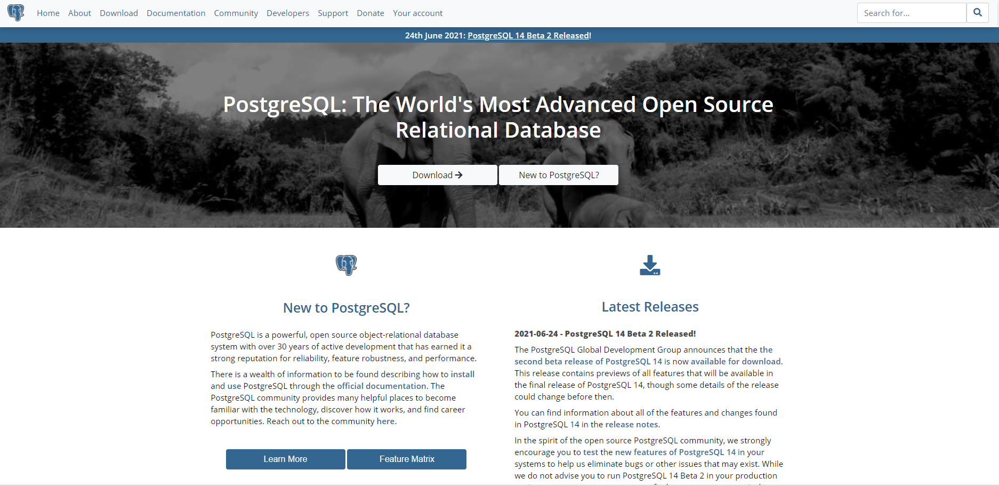 Home About Download Documentation Community Developers Support Donate Your account Search for...
24th June 2021: PostgreSQL 14 Beta 2 Released!
PostgreSQL: The World's Most Advanced Open Source
Relational Database
Download New to PostgreSQL?
New to PostgreSQL?
PostgreSQL is a powerful, open source object-relational database
system with over 30 years of active development that has earned it a
strong reputation for reliability, feature robustness, and performance.
There is a wealth of information to be found describing how to install
and use PostgreSQL through the official documentation. The
PostgreSQL community provides many helpful places to become
familiar with the technology, discover how it works, and find career
opportunities. Reach out to the community here.
Learn More Feature Matrix
Latest Releases
2021-06-24 - PostgreSQL 14 Beta 2 Released!
The PostgreSQL Global Development Group announces that the the
second beta release of PostgreSQL 14 is now available for download.
This release contains previews of all features that will be available in
the final release of PostgreSQL 14, though some details of the release
could change before then.
You can find information about all of the features and changes found
in PostgreSQL 14 in the release notes.
In the spirit of the open source PostgreSQL community, we strongly
encourage you to test the new features of PostgreSQL 14 in your
systems to help us eliminate bugs or other issues that may exist. While
we do not advise you to run PostgreSQL 14 Beta 2 in your production